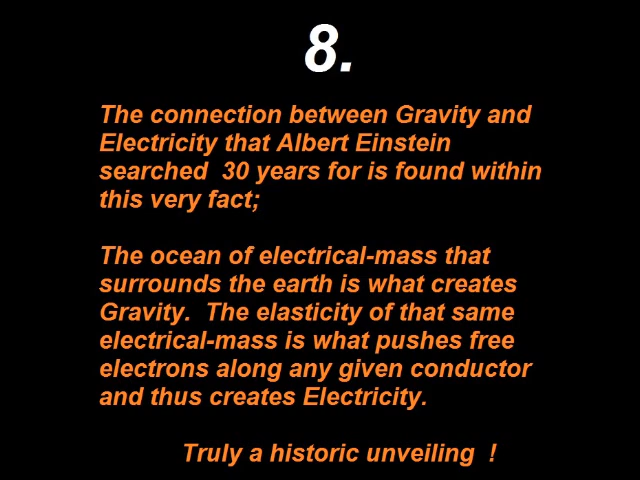 8.
The connection between Gravity and
Electricity that Albert Einstein
searched  30 years for is found within
this very fact;
The ocean of electrical-mass that
surrounds the earth is what creates
Gravity.  The elasticity of that same
electrical-mass is what pushes free
electrons along any given conductor
and thus creates Electricity.
Truly a historic unveiling  !